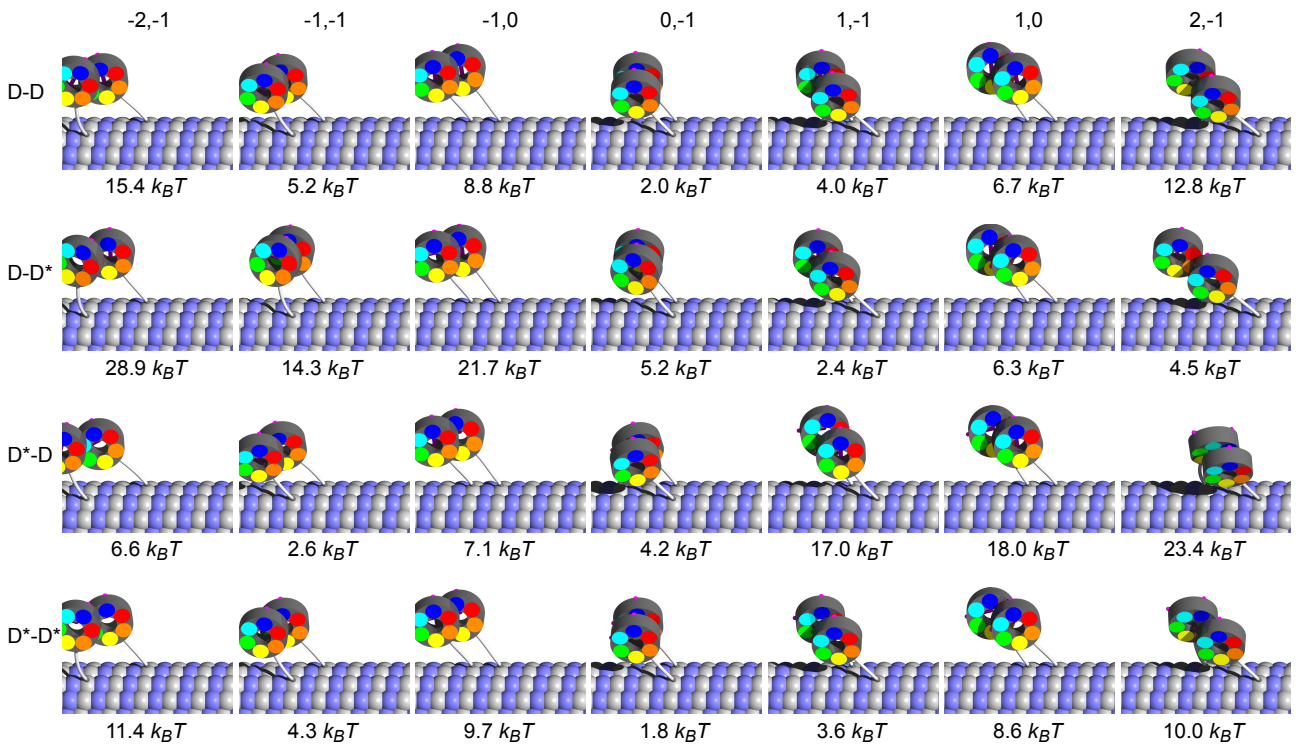 -2,-1 -1,-1 -1,0 0,-1 1,-1 1,0 2,-1
D-D
15.4 kBT 5.2 kBT 8.8 kBT 2.0 kBT 4.0 kBT 6.7 kBT 12.8 kBT
D-D*
28.9 kBT 14.3 kBT 21.7 kBT 5.2 kBT 2.4 kBT 6.3 kBT 4.5 kBT
D*-D
6.6 kBT 2.6 kBT 7.1 kBT 4.2 kBT 17.0 kBT 18.0 kBT 23.4 kBT
D*-D*
11.4 kBT 4.3 kBT 9.7 kBT 1.8 kBT 3.6 kBT 8.6 kBT 10.0 kBT